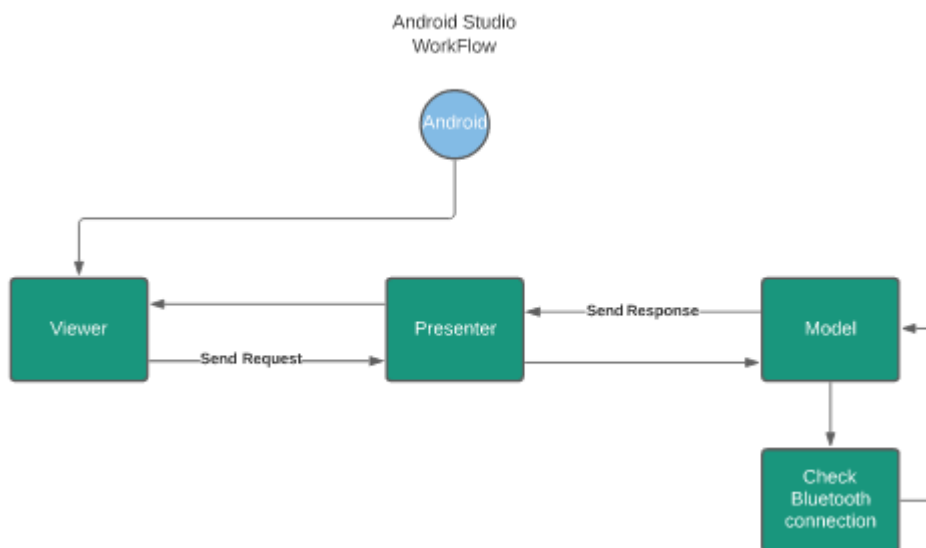 Android Studio
WorkFlow
Android
Viewer
Send Request
Presenter
Send Response
Model
Check
Bluetooth
connection